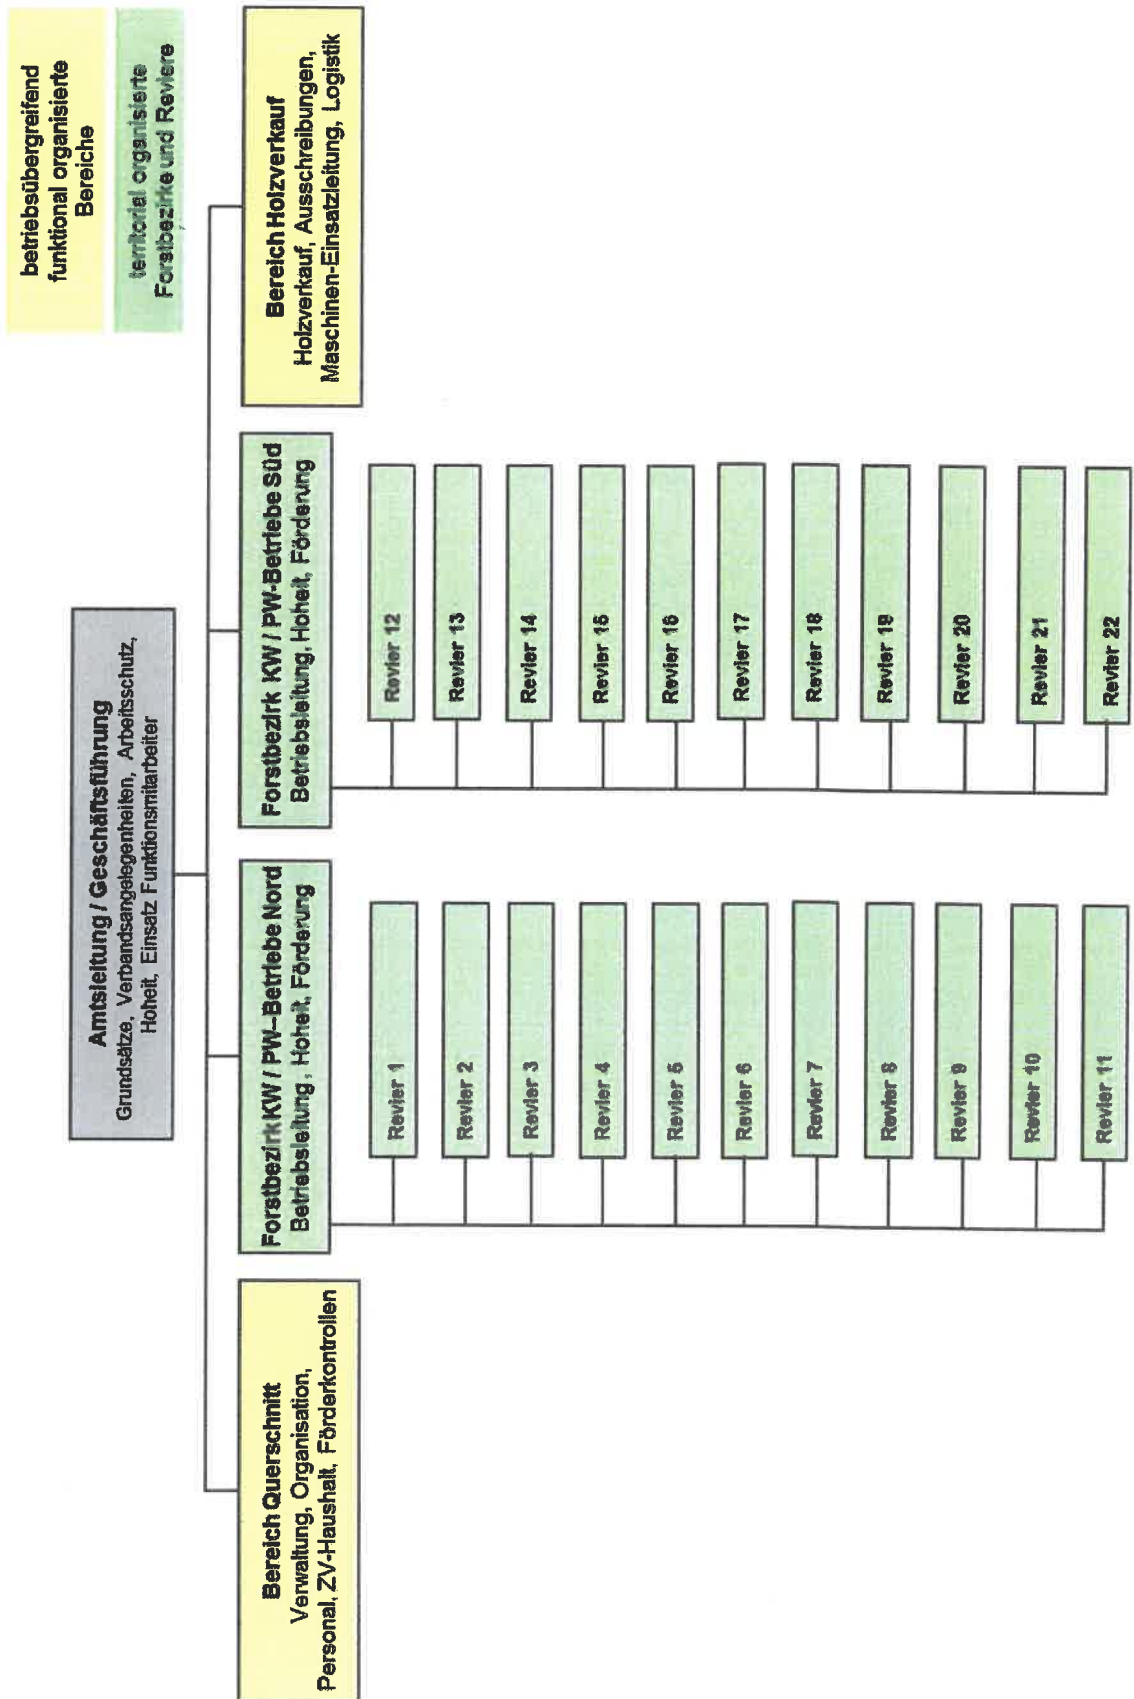 betriebsübergreifend
funktional organisierte
Bereiche
territorial organisierte
Forstbezirke und Reviere
Amtsleitung / Geschäftsführung
Grundsätze, Verbandsangelegenheiten, Arbeitsschutz,
Hoheit, Einsatz Funktionsmitarbeiter
Bereich Querschnitt
Verwaltung, Organisation,
Personal, ZV-Haushalt, Förderkontrollen
Forstbezirk KW / PW–Betriebe Nord
Betriebsleitung, Hoheit, Förderung
Revier 1
Revier 2
Revier 3
Revier 4
Revier 5
Revier 6
Revier 7
Revier 8
Revier 9
Revier 10
Revier 11
Forstbezirk KW / PW-Betriebe Süd
Betriebsleitung, Hoheit, Förderung
Revier 12
Revier 13
Revier 14
Revier 15
Revier 16
Revier 17
Revier 18
Revier 19
Revier 20
Revier 21
Revier 22
Bereich Holzverkauf
Holzverkauf, Ausschreibungen,
Maschinen-Einsatzleitung, Logistik